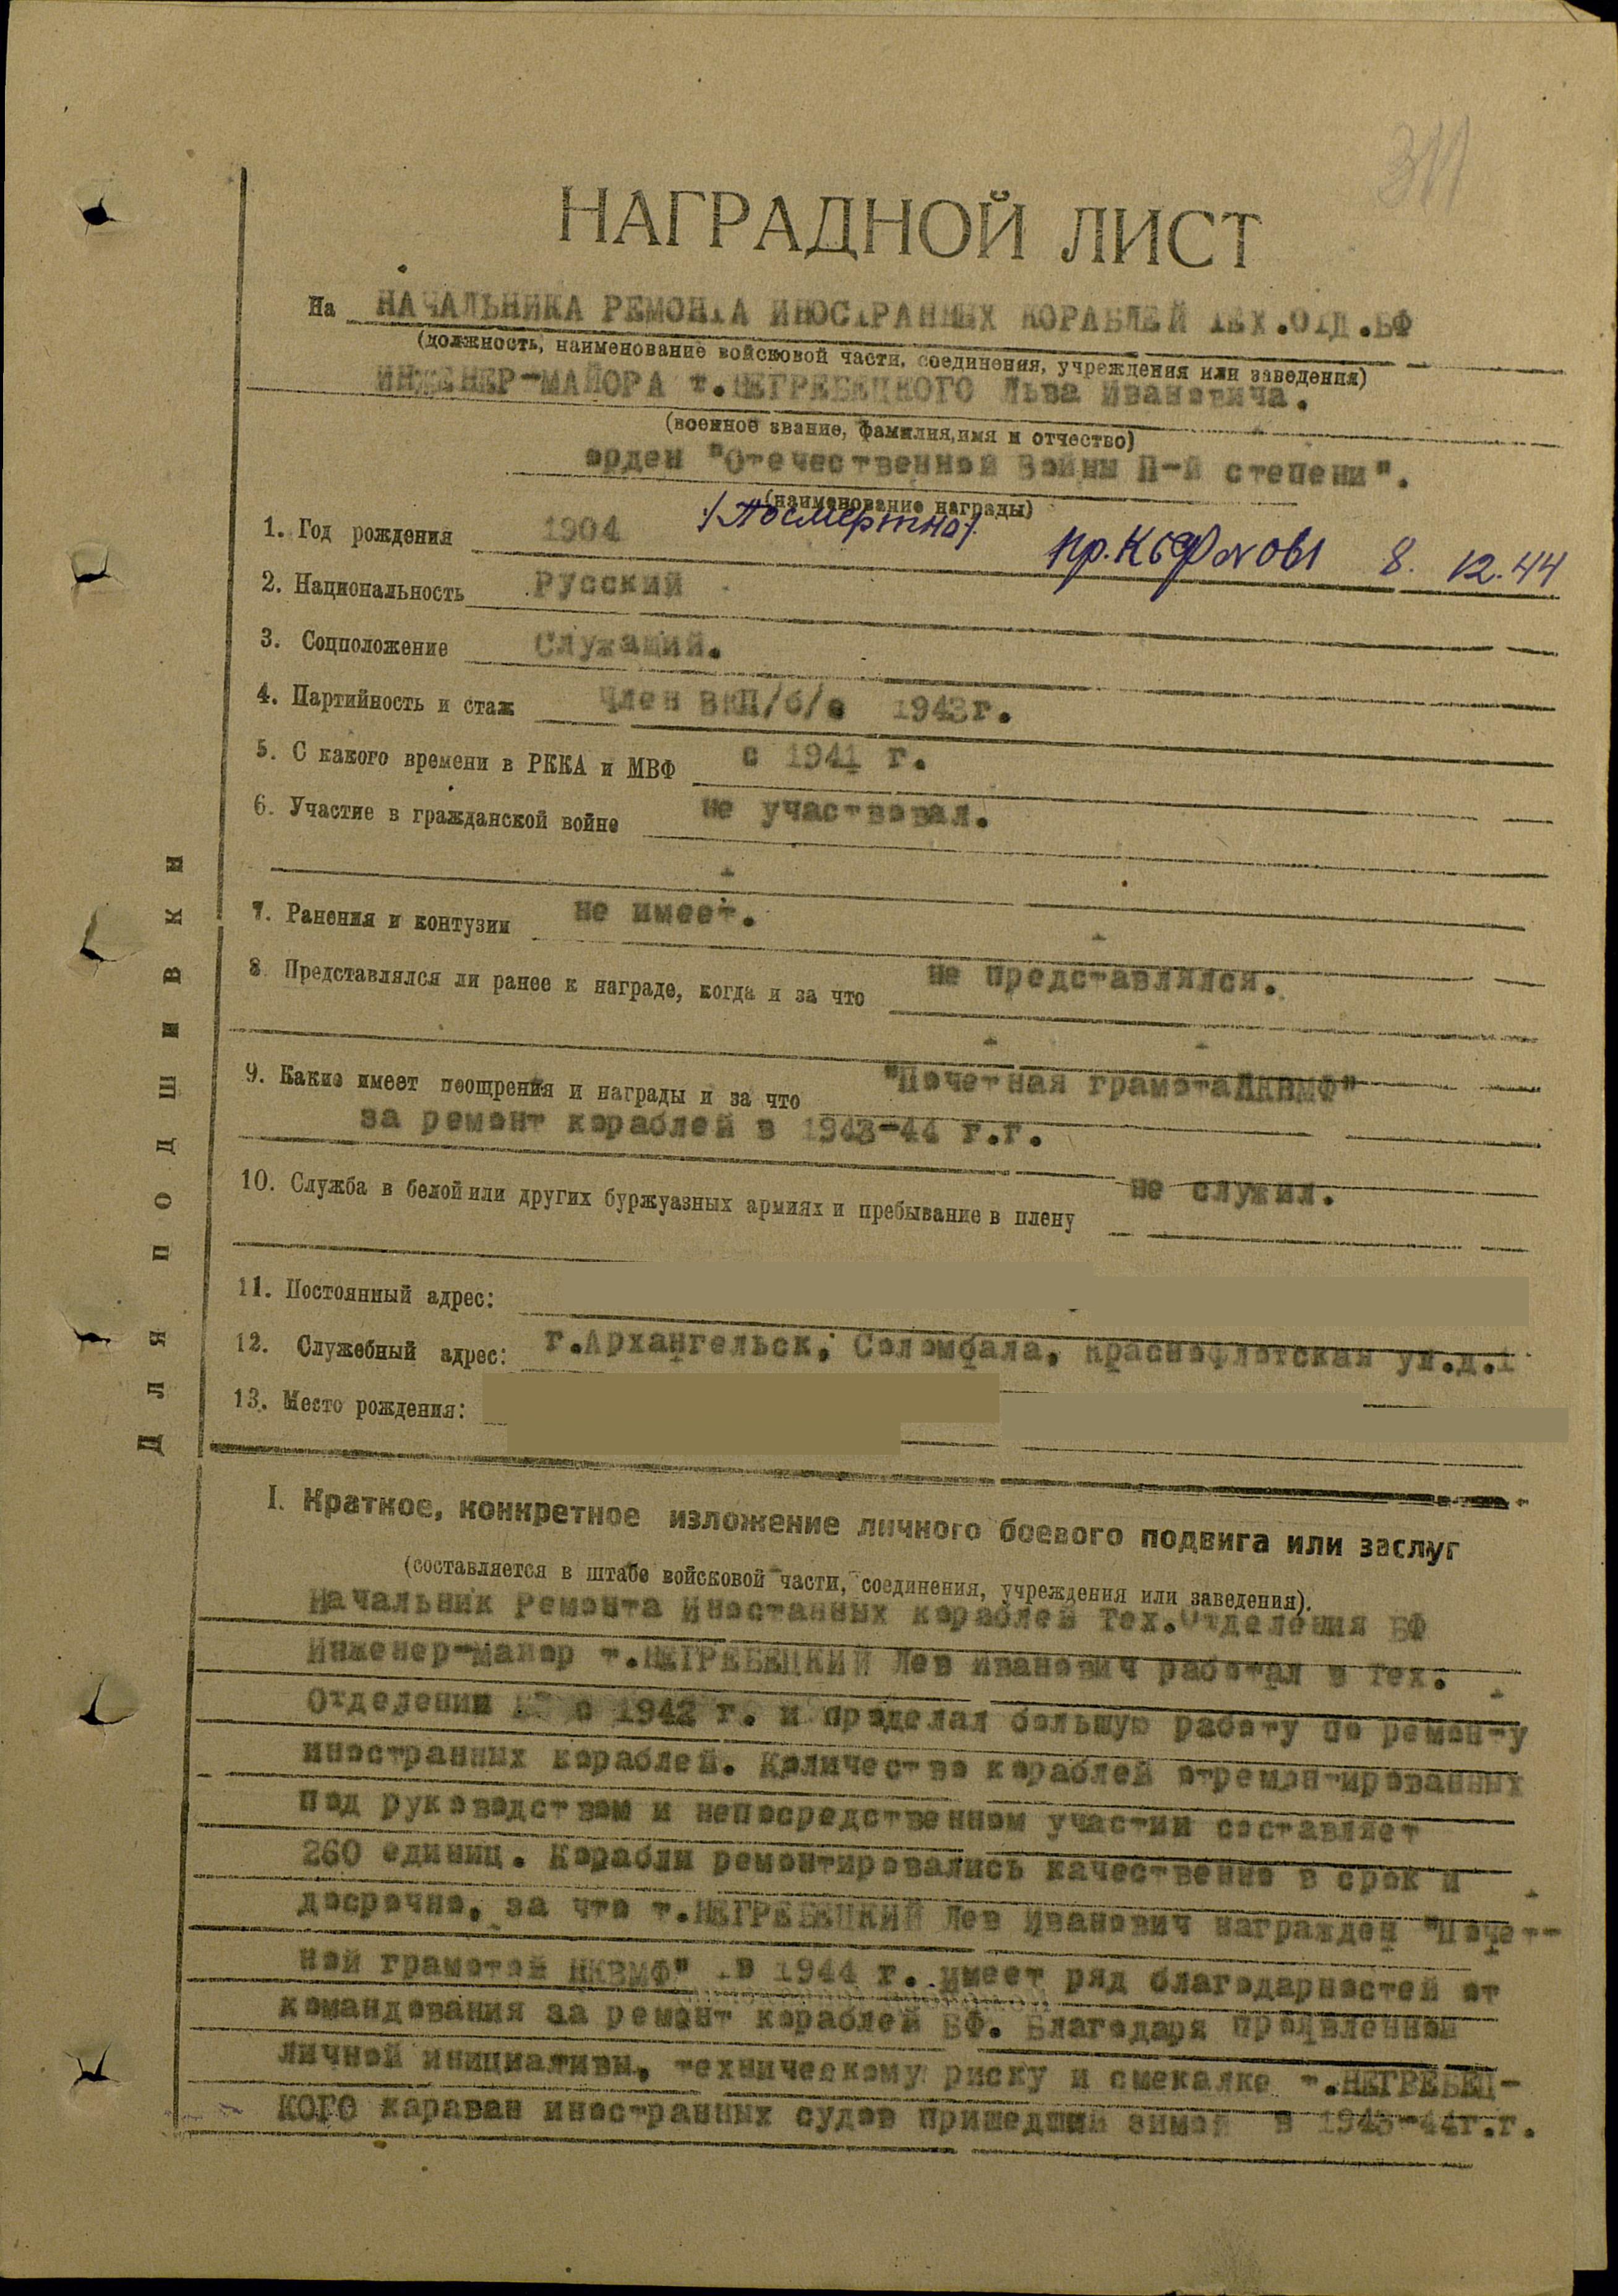 311
НАГРАДНОЙ ЛИСТ
На НАЧАЛЬНИКА РЕМОНТА ИНОСТРАННЫХ КОРАБЛЕЙ ТЕХ.ОТД.БФ
(должность, наименование войсковой части, соединения, учреждения или заведения)
ИНЖЕНЕР-МАЙОРА т.НЕГРЕБЕЦКОГО Льва Ивановича.
(военное звание, фамилия, имя и отчество)
орден "Отечественной Войны П-й степени".
(наименование награды)
/Посмертно/.
1. Год рождения 1904
8. 12.44
2. Национальность Русский
3. Соцположение Служащий.
4. Партийность и стаж Член ВКП/б/с 1943г.
5. С какого времени в РККА и МВФ с 1941 г.
6. Участие в гражданской войне не участвовал.
7. Ранения и контузии не имеет.
8. Представлялся ли ранее к награде, когда и за что не представлялся.
9. Какие имеет поощрения и награды и за что "Почетная грамотаНКВМФ"
за ремонт кораблей в 1943-44 г.г.
10. Служба в белой или других буржуазных армиях и пребывание в плену не служил.
11. Постоянный адрес:
12. Служебный адрес: г.Архангельск, Соломбала, Краснофлотская ул.д.1
13. Место рождения:
Для подшивки
I. Краткое, конкретное изложение личного боевого подвига или заслуг
(составляется в штабе войсковой части, соединения, учреждения или заведения).
Начальник Ремонта Иностанных кораблей Тех.Отделения БФ
Инженер-майор т.НЕГРЕБЕЦКИЙ Лев Иванович работал в Тех.
Отделении с 1942 г. и проделал большую работу по ремонту
иностранных кораблей. Количество кораблей отремонтированных
под руководством и непосредственном участии составляет
260 единиц. Корабли ремонтировались качественно в срок и
досрочно, за что т.НЕГРЕБЕЦКИЙ Лев Иванович награжден "Почет-
ной грамотой НКВМФ" в 1944 г. имеет ряд благодарностей от
командования за ремонт кораблей БФ. Благодаря проявленной
личной инициативы, техническому риску и смекалке т.НЕГРЕБЕЦ-
КОГО караван иностранных судов пришедший зимой в 1943-44г.г.